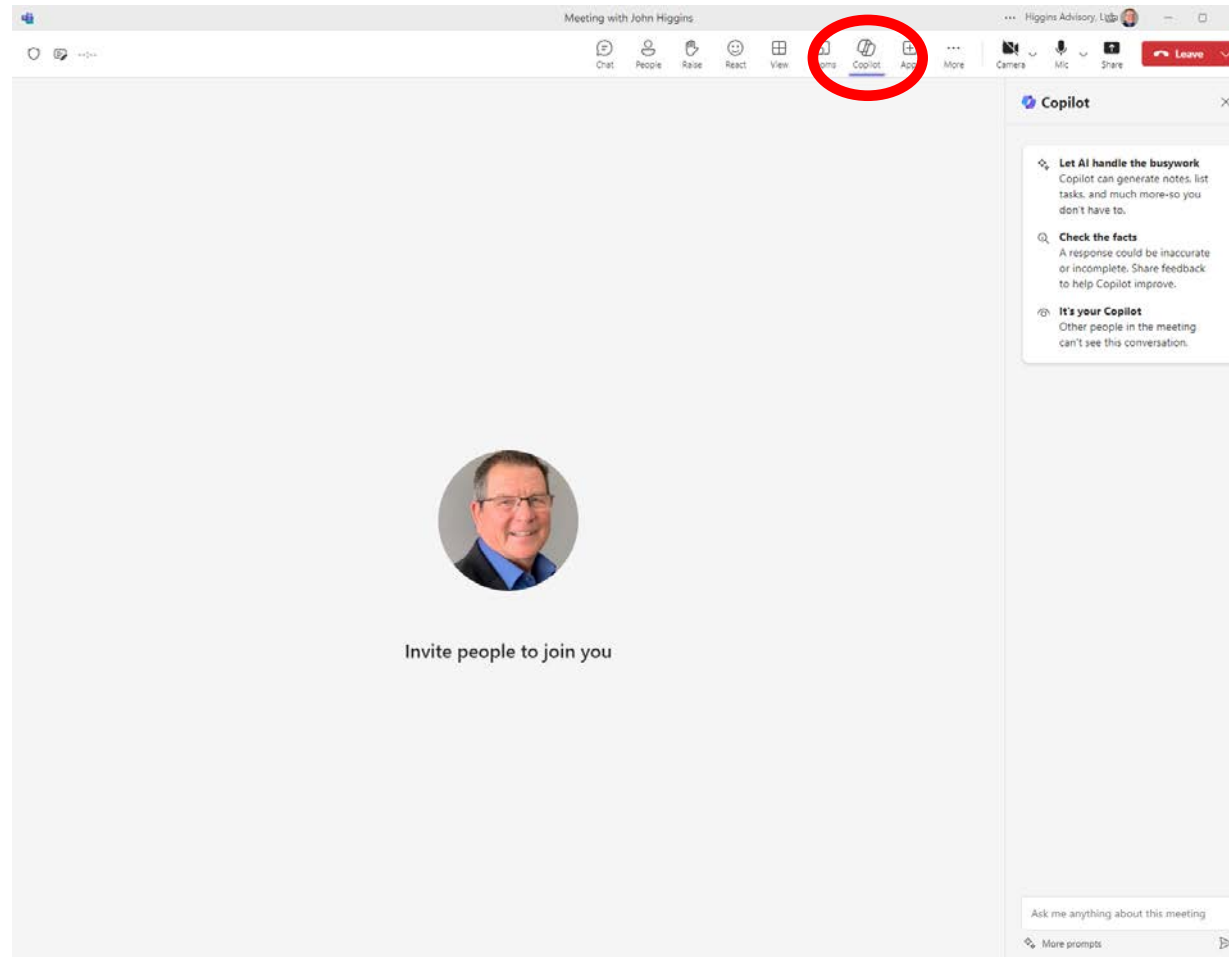 Meeting with John Higgins
Higgins Advisory,
--:--
Chat People Raise React View Copilot More Camera Mic Share Leave
Copilot
Let AI handle the busywork
Copilot can generate notes, list
tasks, and much more-so you
don't have to.
Check the facts
A response could be inaccurate
or incomplete. Share feedback
to help Copilot improve.
It's your Copilot
Other people in the meeting
can't see this conversation.
Invite people to join you
Ask me anything about this meeting
More prompts